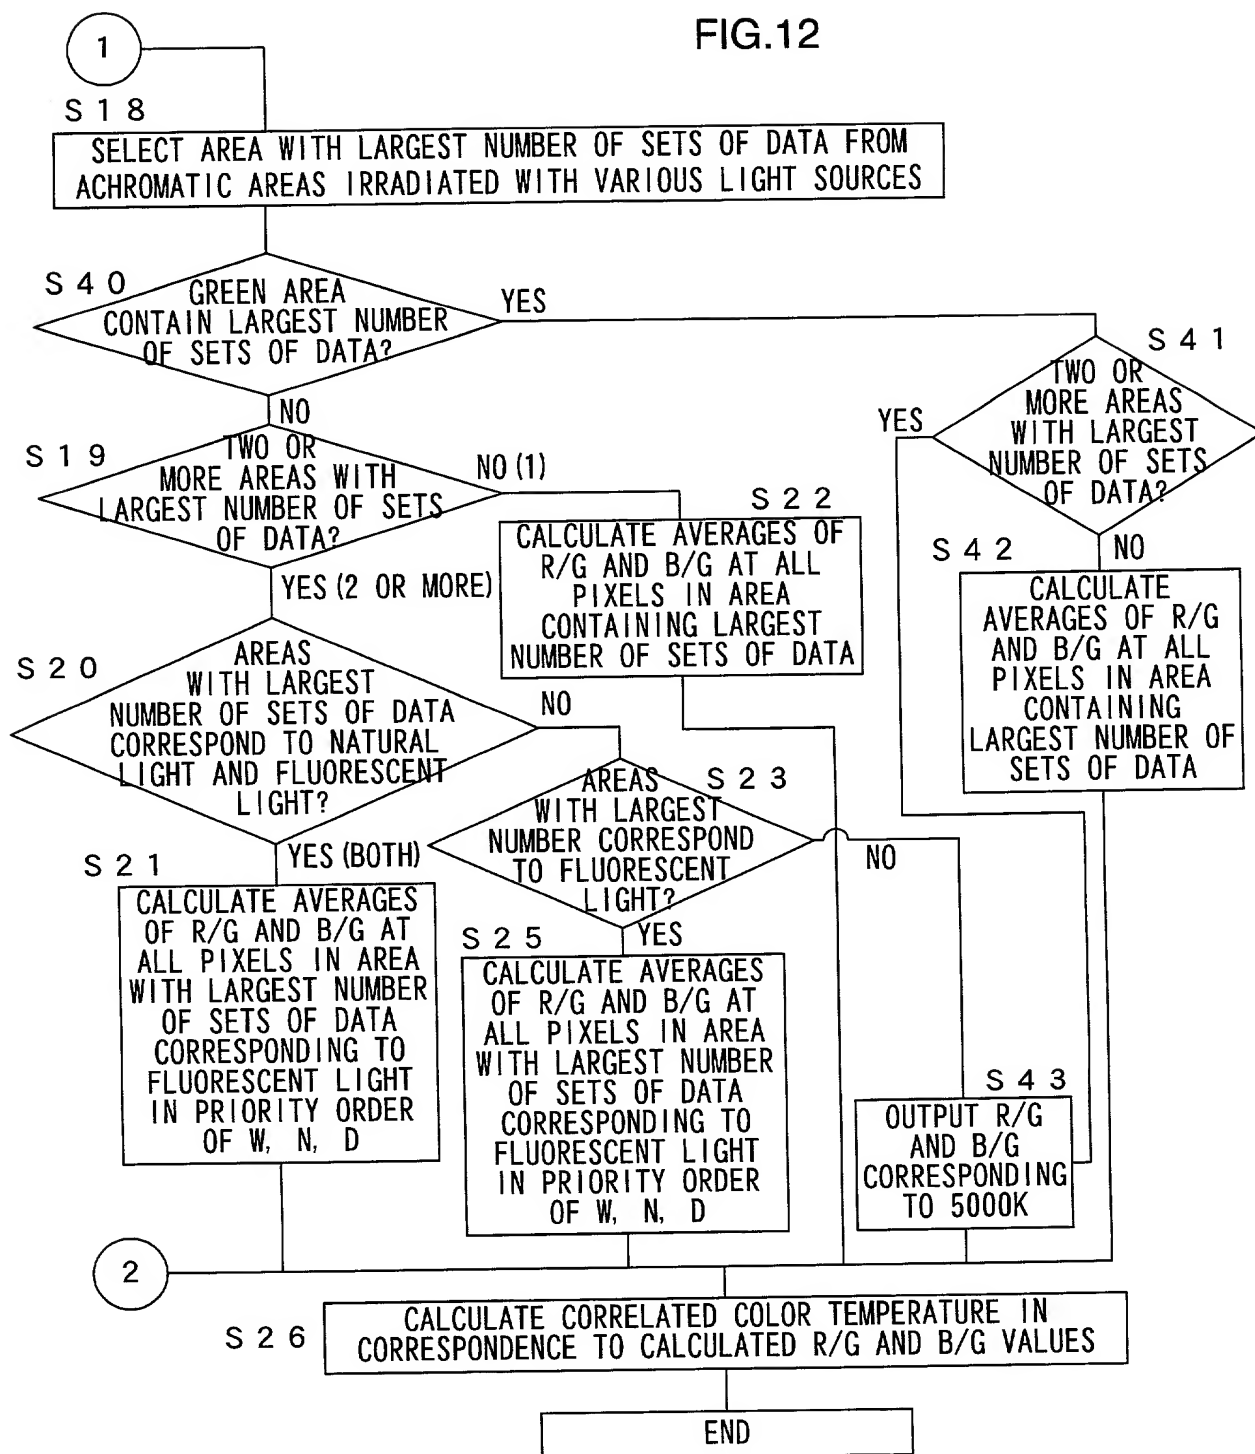 FIG.12
1
S18
SELECT AREA WITH LARGEST NUMBER OF SETS OF DATA FROM
ACHROMATIC AREAS IRRADIATED WITH VARIOUS LIGHT SOURCES
S40
GREEN AREA
CONTAIN LARGEST NUMBER
OF SETS OF DATA?
YES
NO
S41
TWO OR
MORE AREAS
WITH LARGEST
NUMBER OF SETS
OF DATA?
YES
NO
S19
TWO OR
MORE AREAS WITH
LARGEST NUMBER OF SETS
OF DATA?
NO (1)
YES (2 OR MORE)
S22
CALCULATE AVERAGES OF
R/G AND B/G AT ALL
PIXELS IN AREA
CONTAINING LARGEST
NUMBER OF SETS OF DATA
S42
CALCULATE
AVERAGES OF R/G
AND B/G AT ALL
PIXELS IN AREA
CONTAINING
LARGEST NUMBER OF
SETS OF DATA
S20
AREAS
WITH LARGEST
NUMBER OF SETS OF DATA
CORRESPOND TO NATURAL
LIGHT AND FLUORESCENT
LIGHT?
NO
YES (BOTH)
S23
AREAS
WITH LARGEST
NUMBER CORRESPOND
TO FLUORESCENT
LIGHT?
NO
YES
S21
CALCULATE AVERAGES
OF R/G AND B/G AT
ALL PIXELS IN AREA
WITH LARGEST NUMBER
OF SETS OF DATA
CORRESPONDING TO
FLUORESCENT LIGHT
IN PRIORITY ORDER
OF W, N, D
S25
CALCULATE AVERAGES
OF R/G AND B/G AT
ALL PIXELS IN AREA
WITH LARGEST NUMBER
OF SETS OF DATA
CORRESPONDING TO
FLUORESCENT LIGHT
IN PRIORITY ORDER
OF W, N, D
S43
OUTPUT R/G
AND B/G
CORRESPONDING
TO 5000K
2
S26
CALCULATE CORRELATED COLOR TEMPERATURE IN
CORRESPONDENCE TO CALCULATED R/G AND B/G VALUES
END